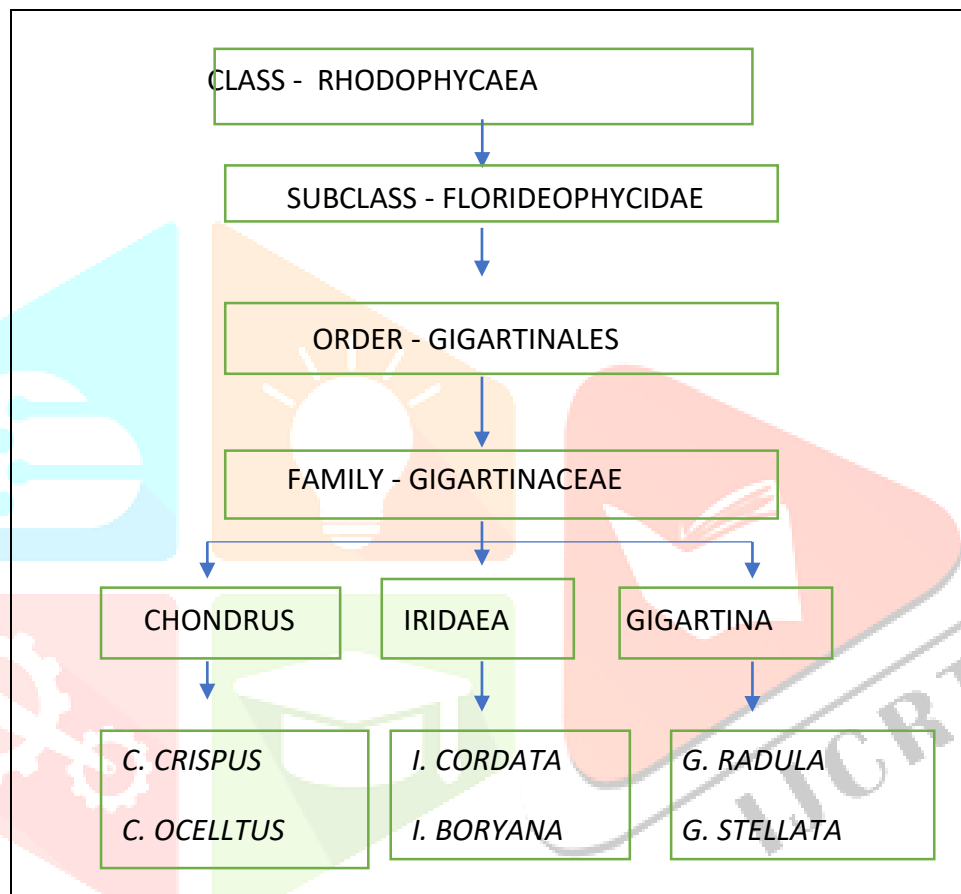 CLASS - RHODOPHYCAEA
SUBCLASS - FLORIDEOPHYCIDAE
ORDER - GIGARTINALES
FAMILY - GIGARTINACEAE
CHONDRUS IRIDAEA GIGARTINA
C. CRISPUS I. CORDATA G. RADULA
C. OCELLTUS I. BORYANA G. STELLATA